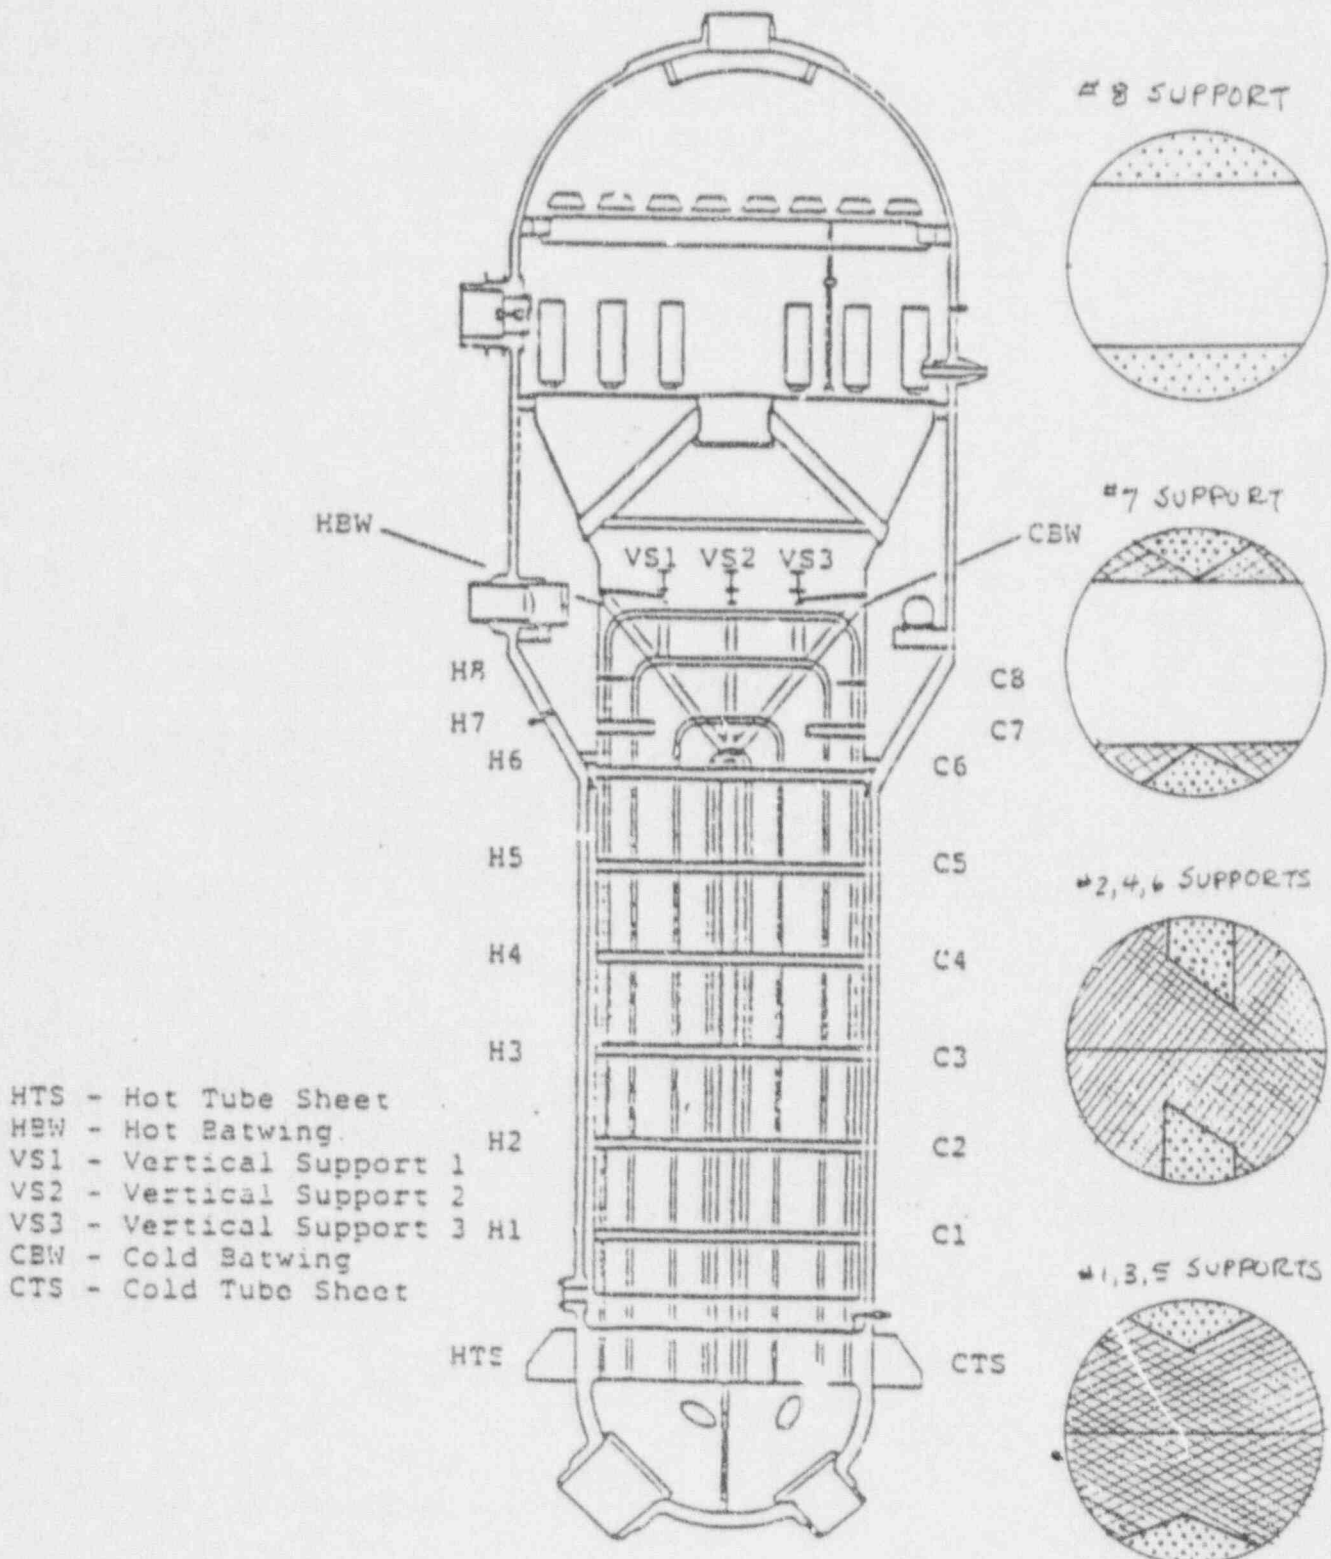 #8 SUPPORT
#7 SUPPORT
HBW
CBW
VS1 VS2 VS3
H8
C8
H7
C7
H6
C6
H5
C5
#2,4,6 SUPPORTS
H4
C4
H3
C3
HTS - Hot Tube Sheet
HBW - Hot Batwing
H2
C2
VS1 - Vertical Support 1
VS2 - Vertical Support 2
VS3 - Vertical Support 3
H1
C1
CBW - Cold Batwing
CTS - Cold Tube Sheet
#1,3,5 SUPPORTS
HTS
CTS